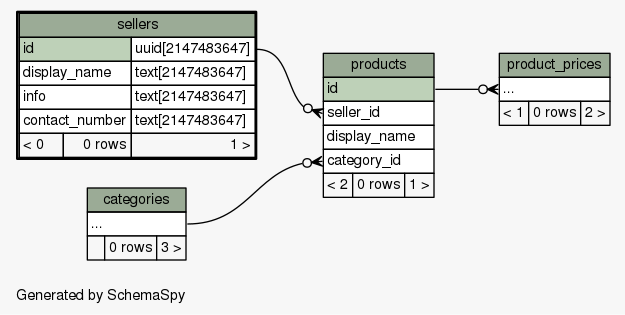 sellers
id uuid[2147483647]
display_name text[2147483647]
info text[2147483647]
contact_number text[2147483647]
< 0 0 rows 1 >
products
id
seller_id
display_name
category_id
< 2 0 rows 1 >
product_prices
...
< 1 0 rows 2 >
categories
...
0 rows 3 >
Generated by SchemaSpy